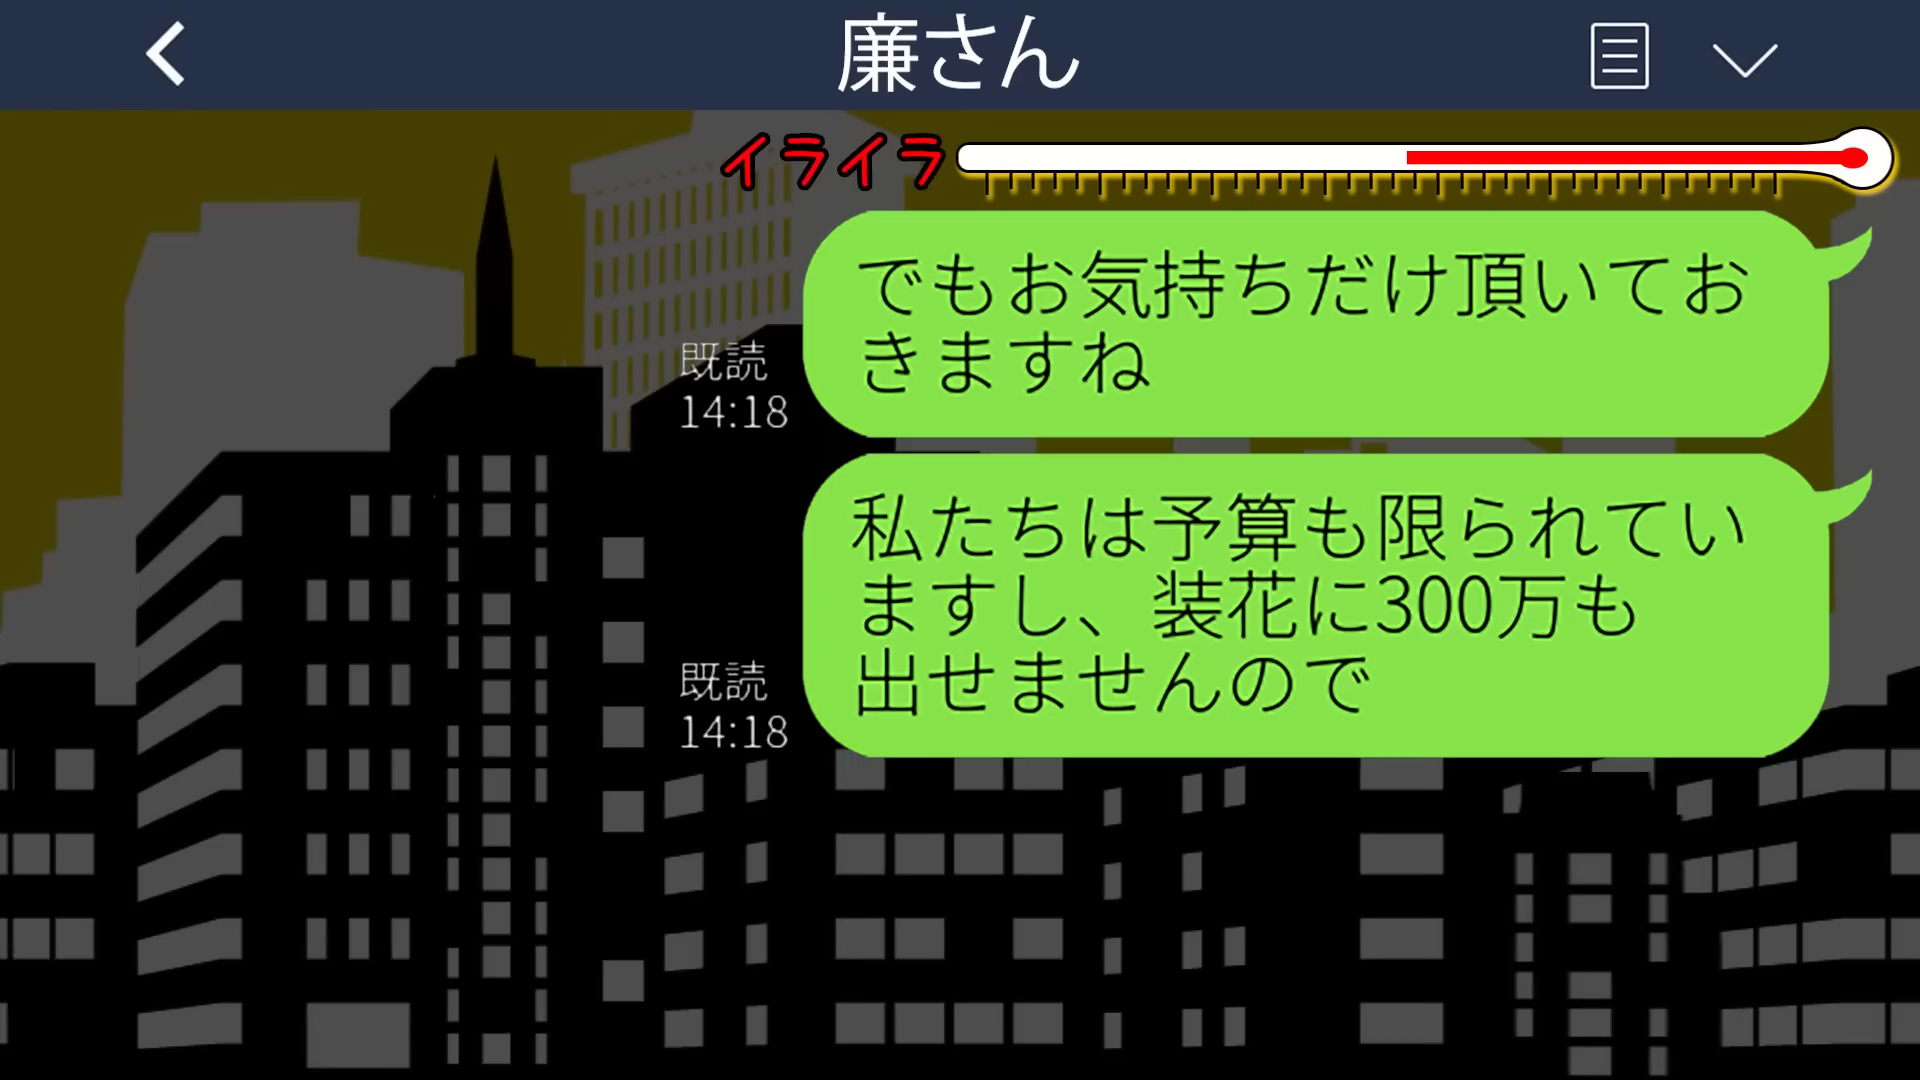 廉さん
イライラ
でもお気持ちだけ頂いてお
きますね
既読
14:18
私たちは予算も限られてい
ますし、装花に300万も
出せませんので
既読
14:18